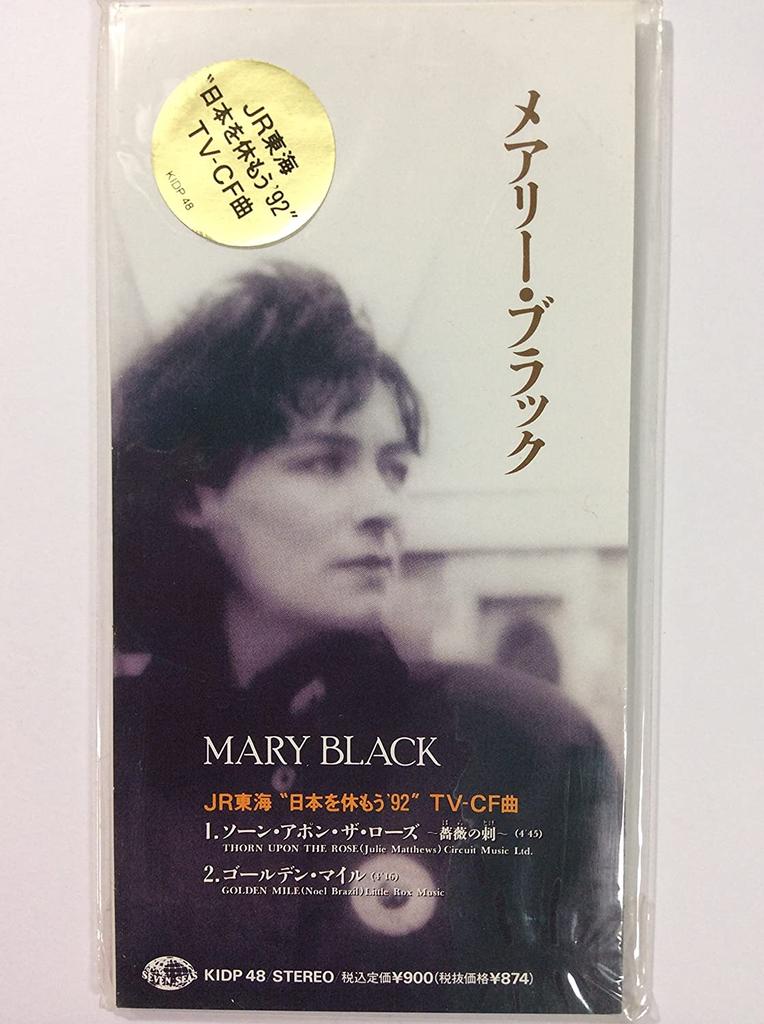 JR東海
"日本を休もう'92"
TV-CF曲
KIDP 48
メアリー・ブラック
MARY BLACK
JR東海 "日本を休もう'92" TV-CF曲
1.ソーン・アポン・ザ・ローズ 〜薔薇の刺〜 (4'45)
THORN UPON THE ROSE(Julie Matthews)Circuit Music Ltd.
2.ゴールデン・マイル (4'16)
GOLDEN MILE(Noel Brazil)Little Rox Music
SEVEN SEAS
KIDP 48/STEREO/税込定価¥900(税抜価格¥874)